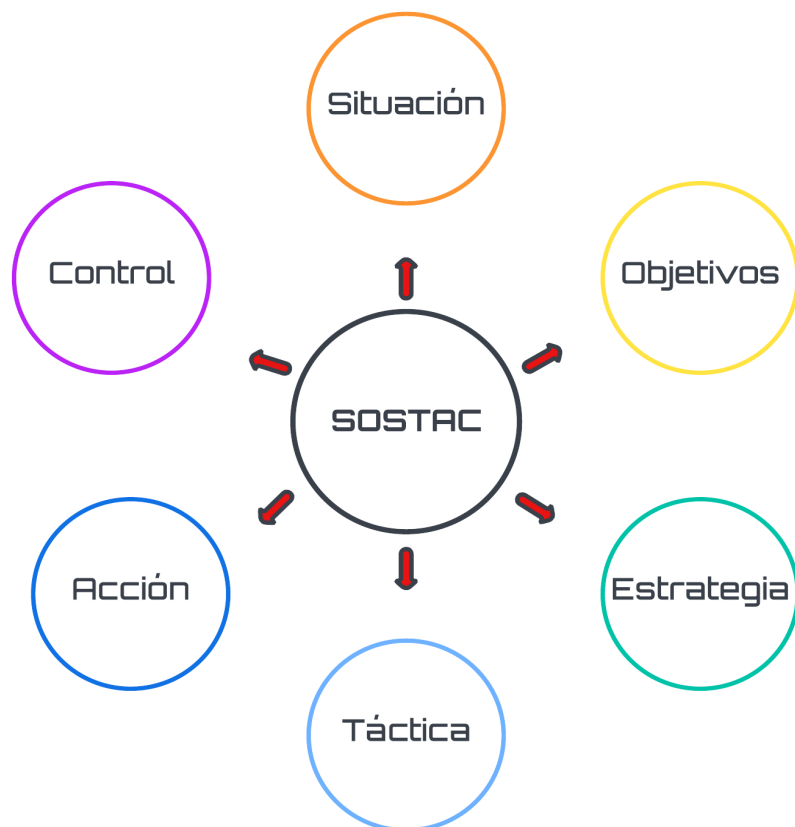 Situación
Control
Objetivos
SOSTAC
Acción
Estrategia
Táctica